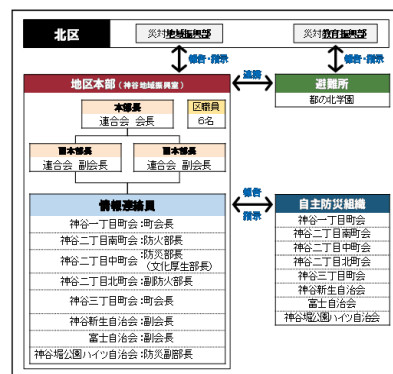 北区
災対地域振興部
災対教育振興部
報告・指示
報告・指示
地区本部（神谷地域振興室）
連携
避難所
都の北学園
本部長
連合会 会長
区職員
6名
副本部長
連合会 副会長
副本部長
連合会 副会長
情報連絡員
神谷一丁目町会:町会長
神谷二丁目南町会:防火部長
神谷二丁目中町会:防災部長
(文化厚生部長)
神谷二丁目北町会:副防火部長
神谷三丁目町会:町会長
神谷新生自治会:副会長
富士自治会:副会長
神谷堀公園ハイツ自治会:防災副部長
報告
指示
自主防災組織
神谷一丁目町会
神谷二丁目南町会
神谷二丁目中町会
神谷二丁目北町会
神谷三丁目町会
神谷新生自治会
富士自治会
神谷堀公園ハイツ自治会